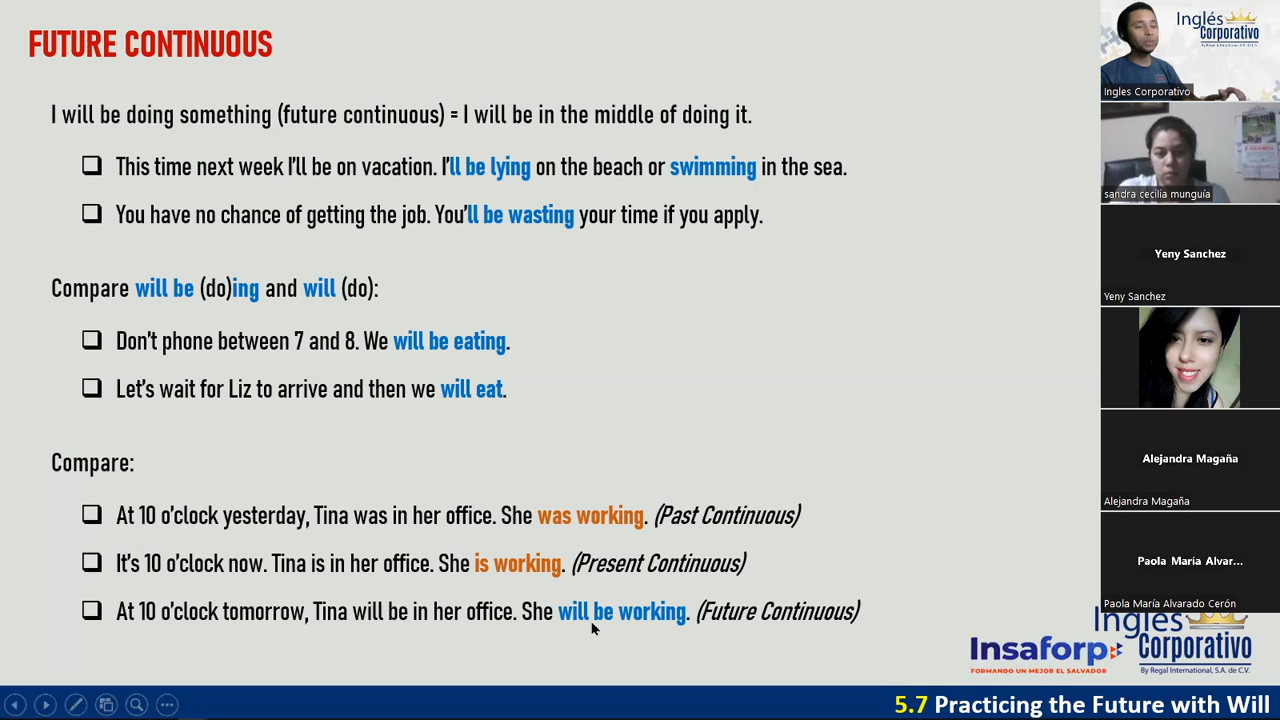 FUTURE CONTINUOUS
I will be doing something (future continuous) = I will be in the middle of doing it.
❑ This time next week I'll be on vacation. I'll be lying on the beach or swimming in the sea.
❑ You have no chance of getting the job. You'll be wasting your time if you apply.
Compare will be (do)ing and will (do):
❑ Don't phone between 7 and 8. We will be eating.
❑ Let's wait for Liz to arrive and then we will eat.
Compare:
❑ At 10 o'clock yesterday, Tina was in her office. She was working. (Past Continuous)
❑ It's 10 o'clock now. Tina is in her office. She is working. (Present Continuous)
❑ At 10 o'clock tomorrow, Tina will be in her office. She will be working. (Future Continuous)
Inglés
Corporativo
By Regal International, S.A. de C.V.
Ingles Corporativo
sandra cecilia munguía
Yeny Sanchez
Yeny Sanchez
Alejandra Magaña
Alejandra Magaña
Paola María Alvar...
Paola María Alvarado Cerón
Insaforp
FORMANDO UN MEJOR EL SALVADOR
Inglés
Corporativo
By Regal International, S.A. de C.V.
5.7 Practicing the Future with Will